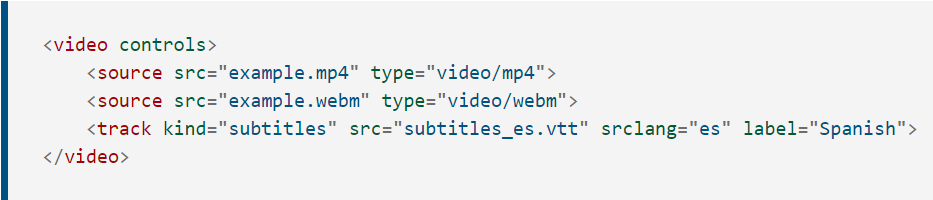 <video controls>
    <source src="example.mp4" type="video/mp4">
    <source src="example.webm" type="video/webm">
    <track kind="subtitles" src="subtitles_es.vtt" srclang="es" label="Spanish">
</video>